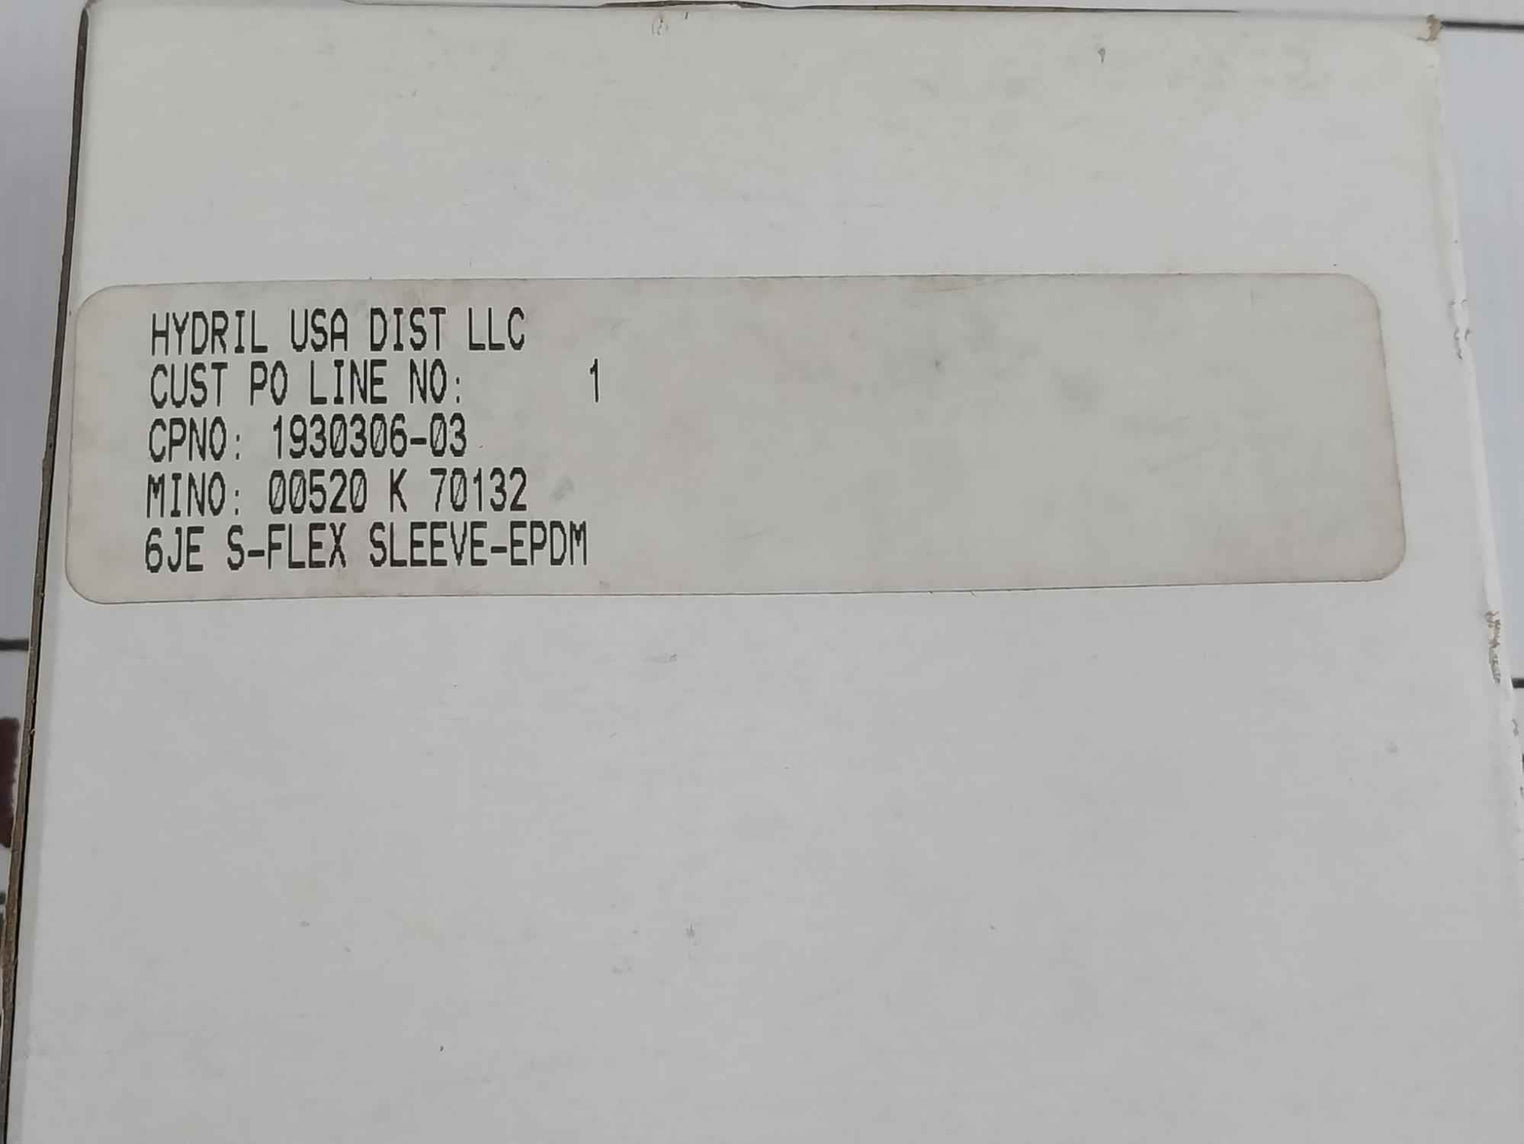 HYDRIL USA DIST LLC
CUST PO LINE NO: 1
CPNO: 1930306-03
MINO: 00520 K 70132
6JE S-FLEX SLEEVE-EPDM